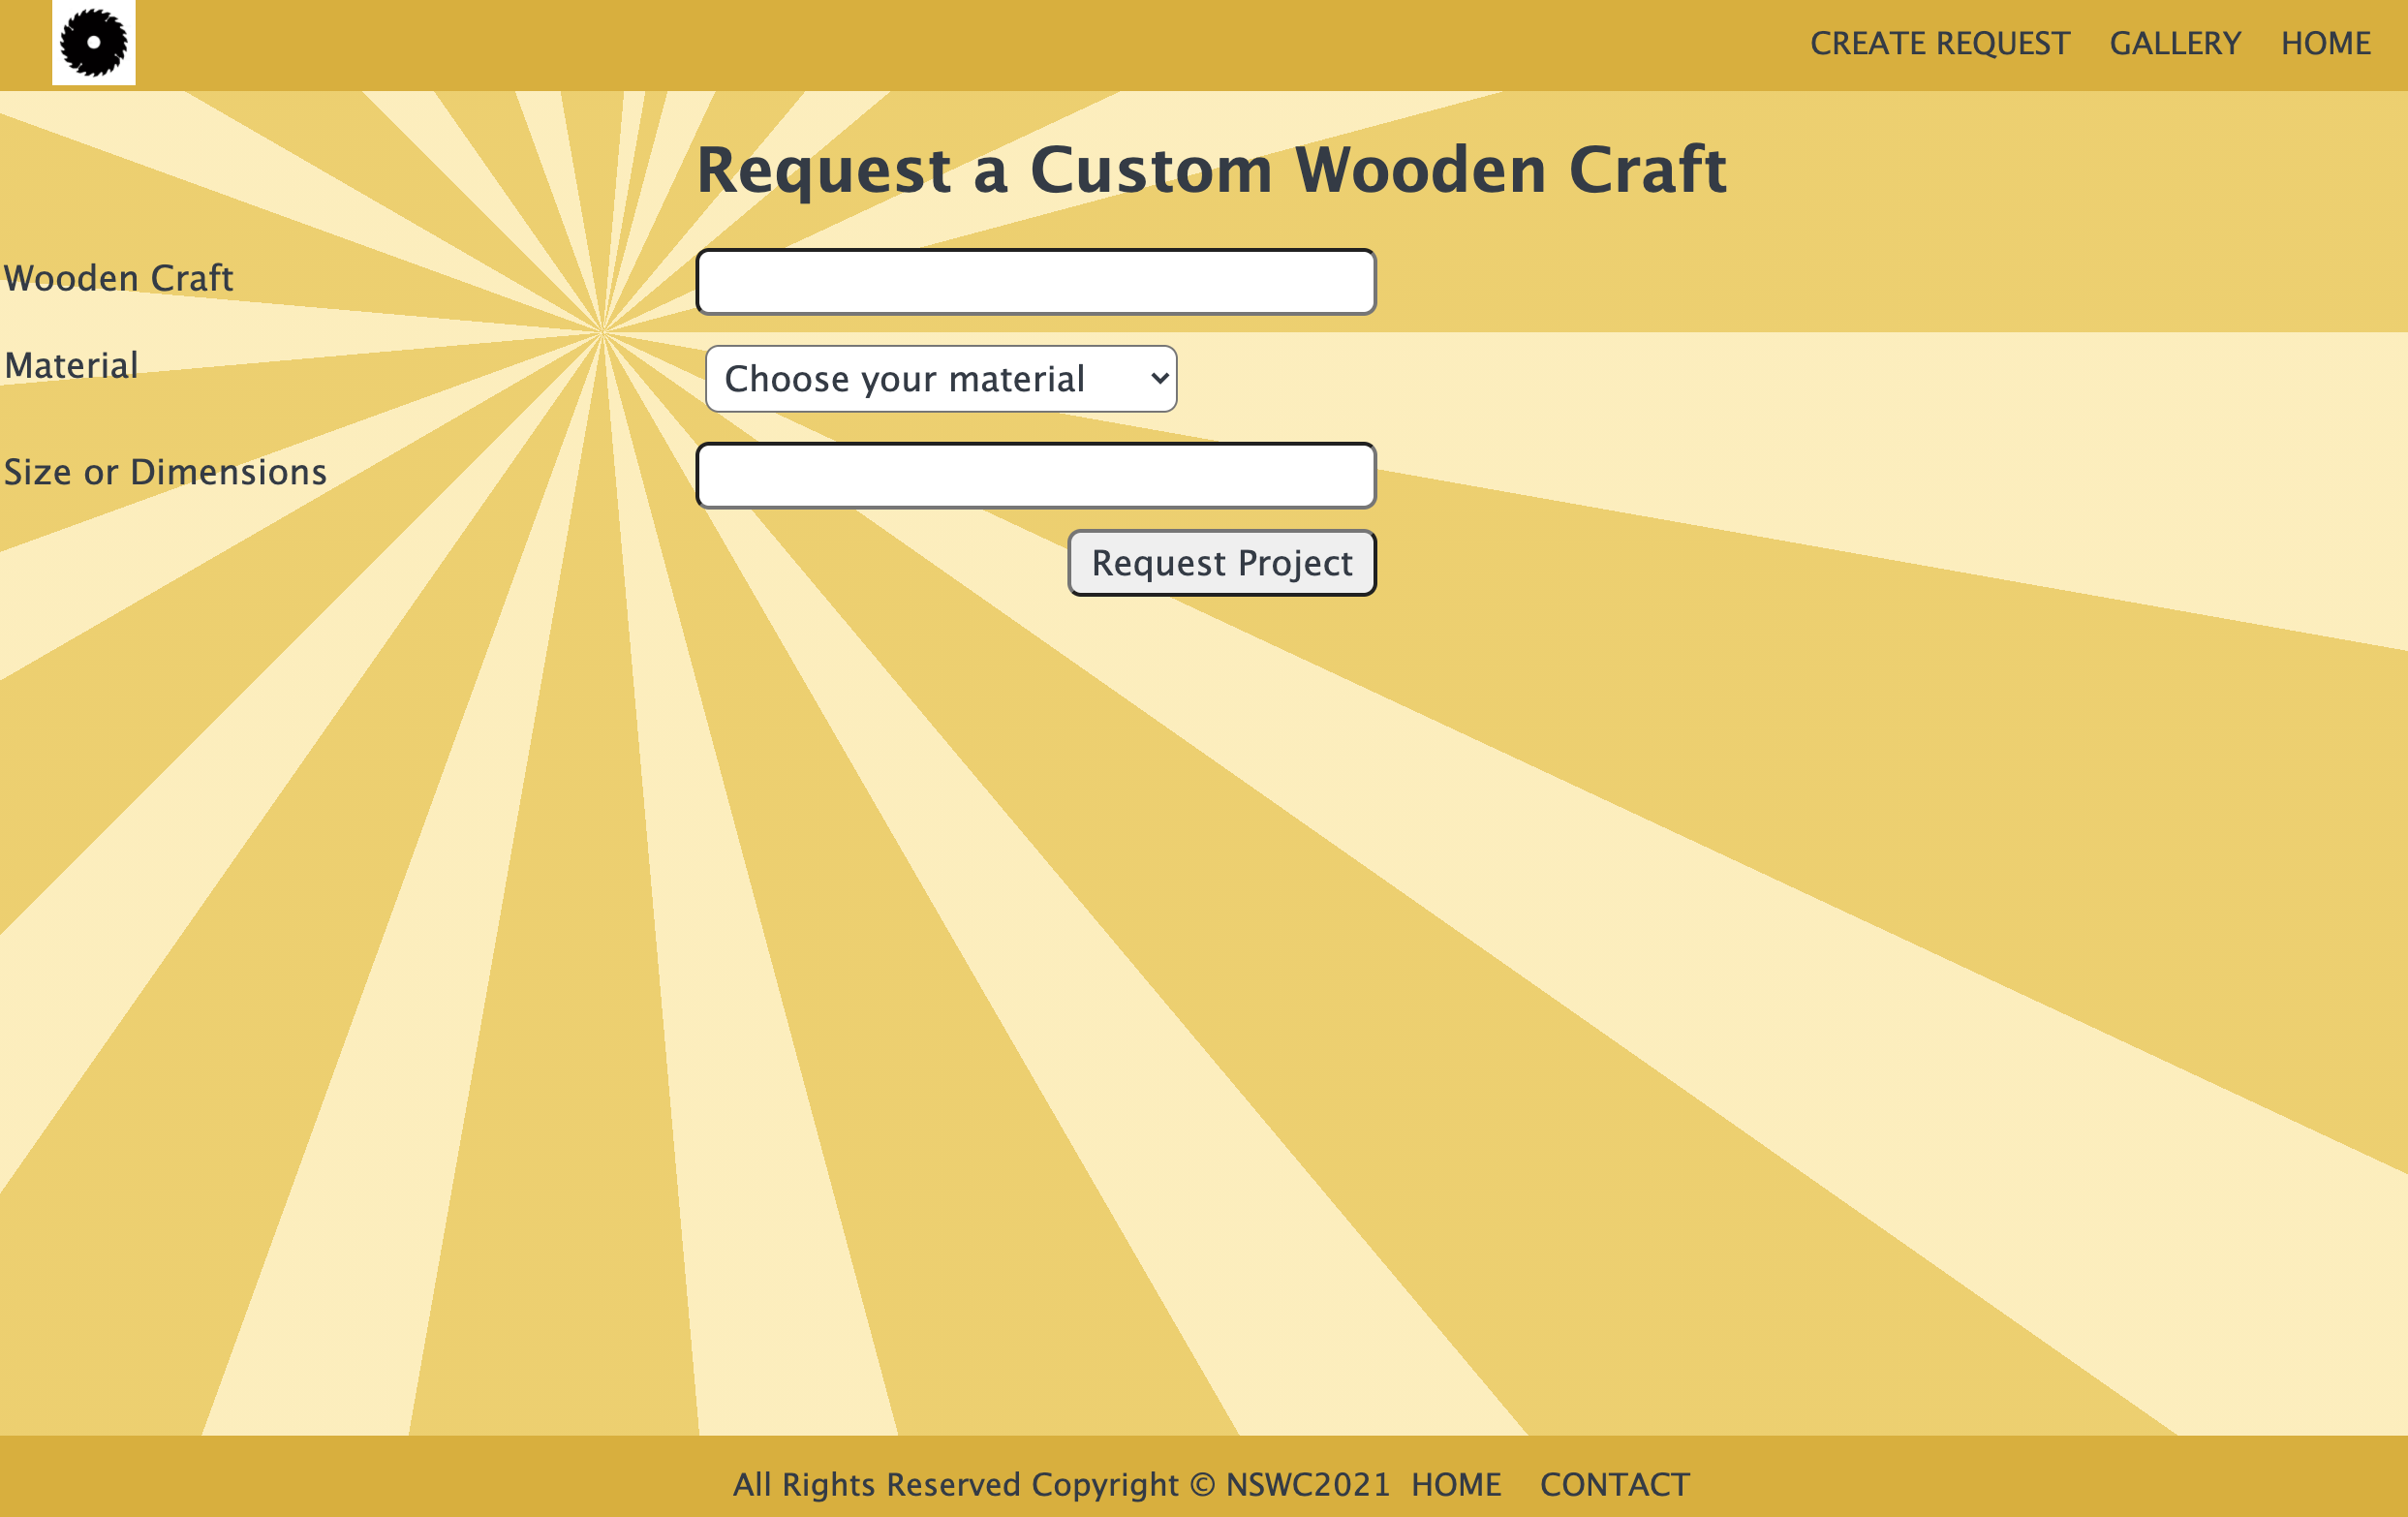 CREATE REQUEST GALLERY HOME
Request a Custom Wooden Craft
Wooden Craft
Material
Choose your material
Size or Dimensions
Request Project
All Rights Reserved Copyright © NSWC2021 HOME CONTACT